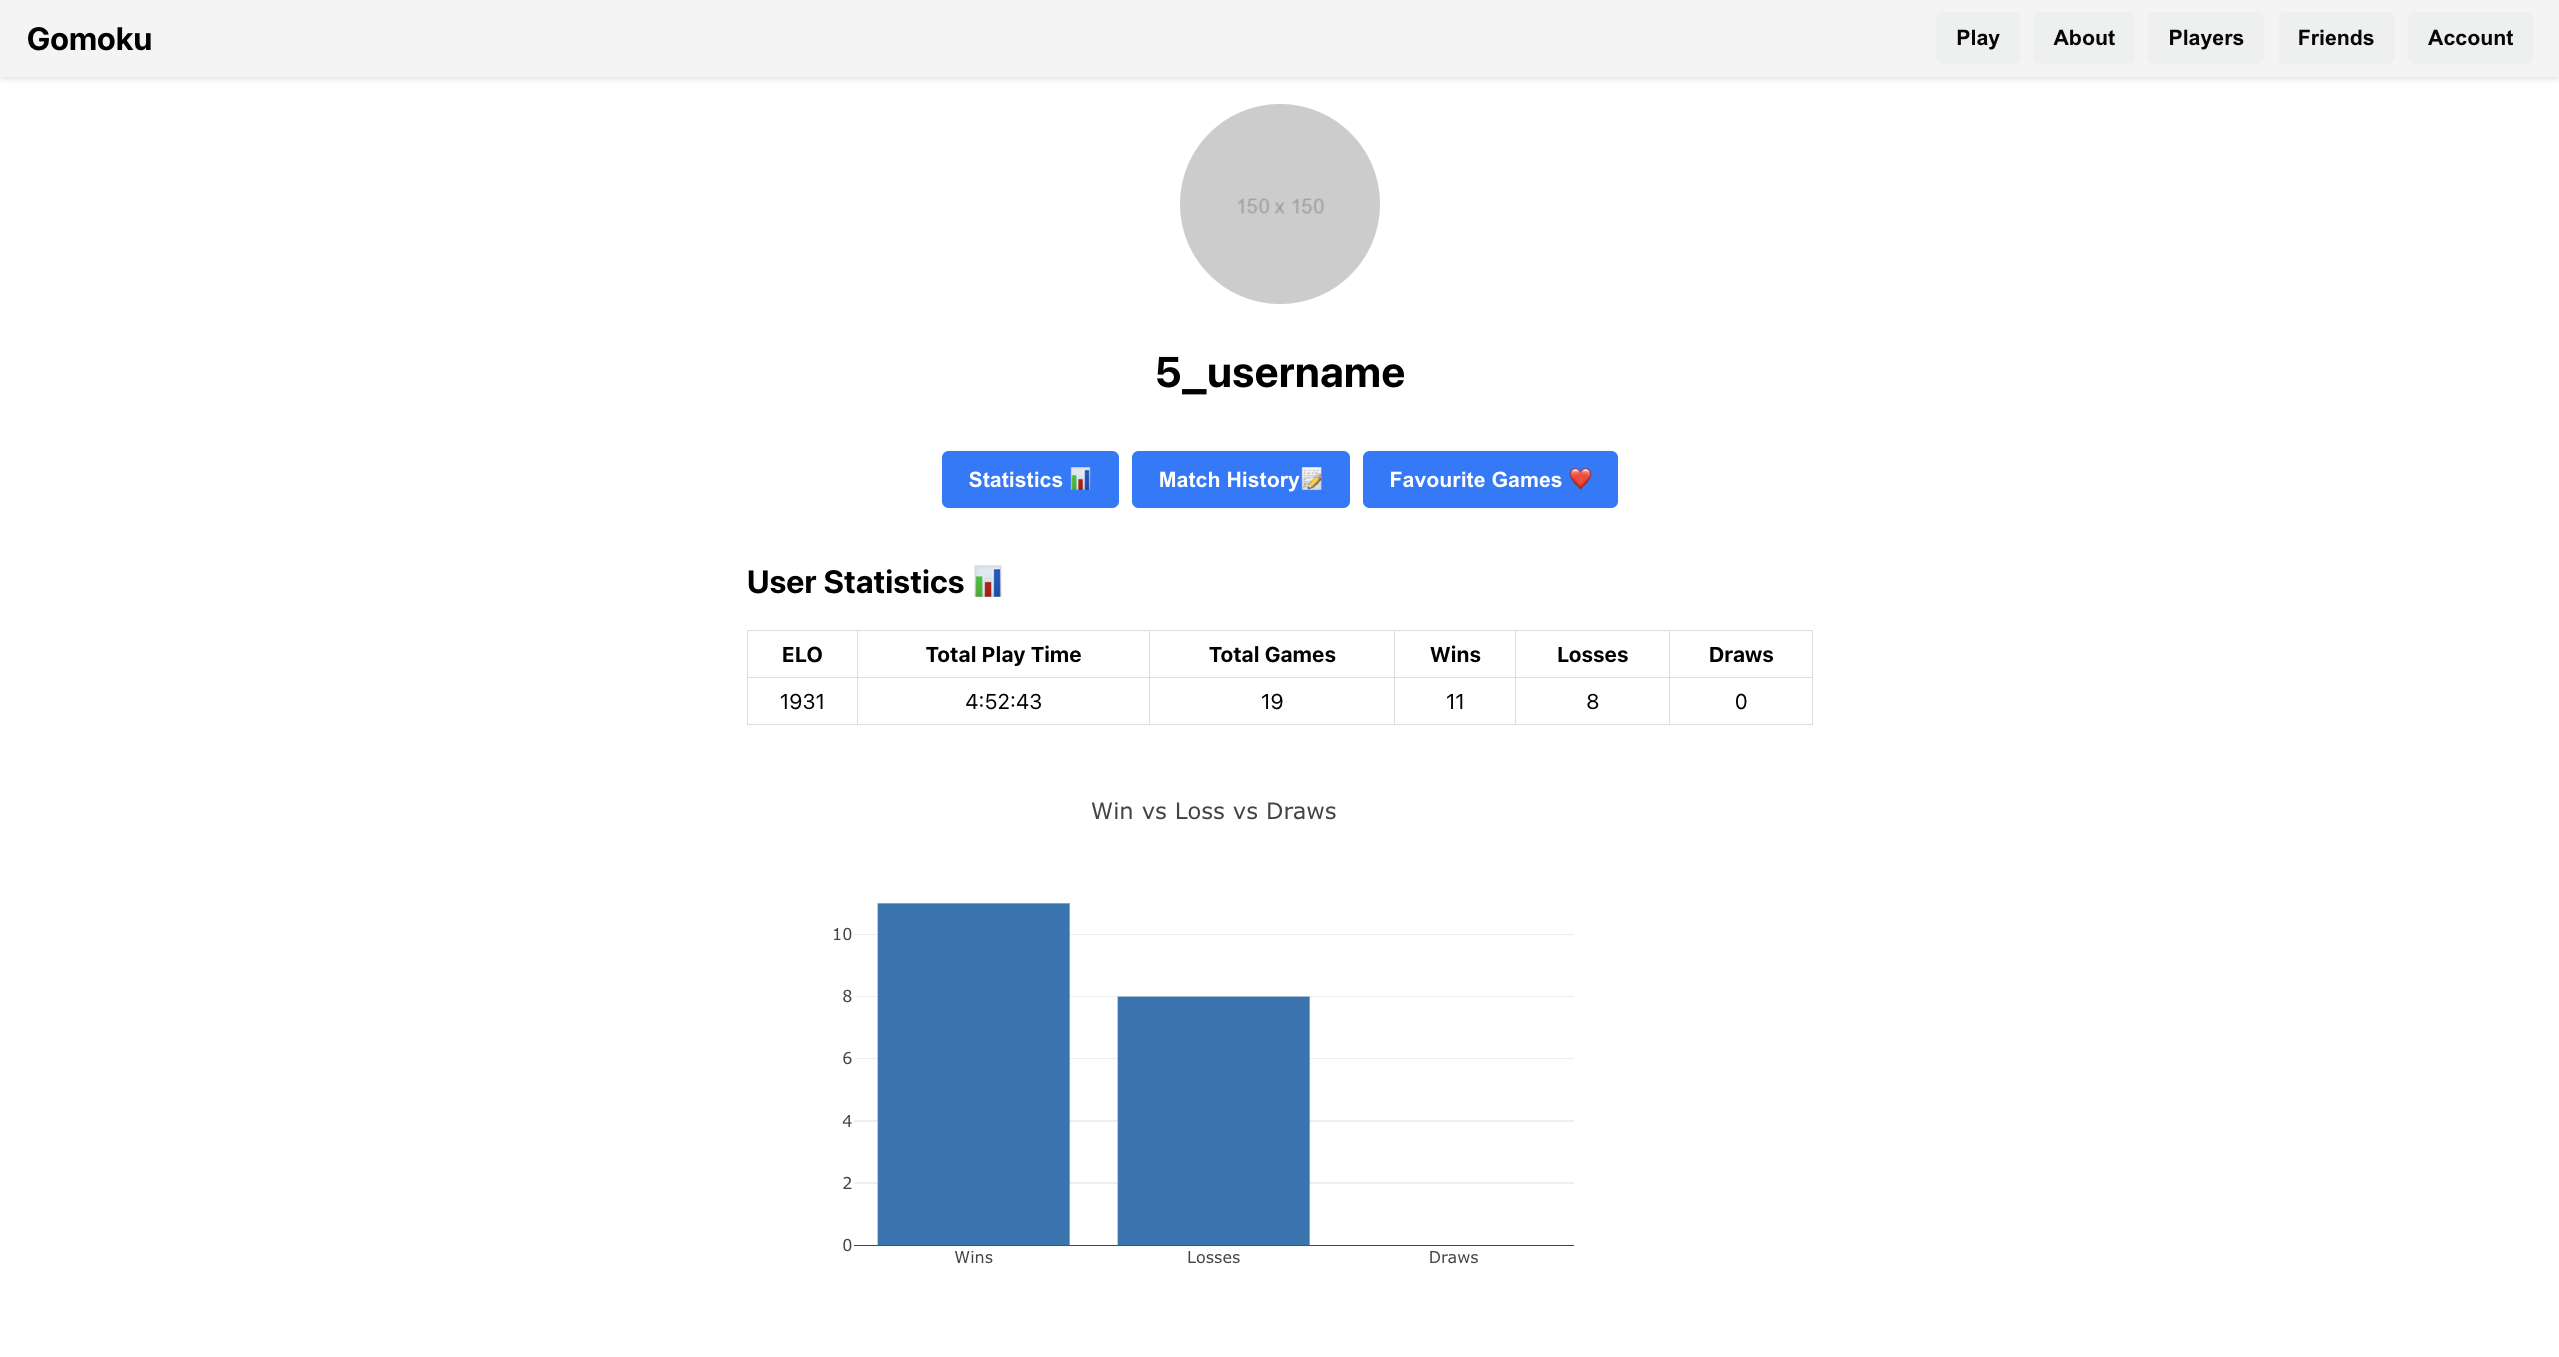 Gomoku Play About Players Friends Account
150 x 150
5_username
Statistics 📊 Match History📝 Favourite Games ❤️
User Statistics 📊
ELO Total Play Time Total Games Wins Losses Draws
1931 4:52:43 19 11 8 0
Win vs Loss vs Draws
10
8
6
4
2
0
Wins Losses Draws